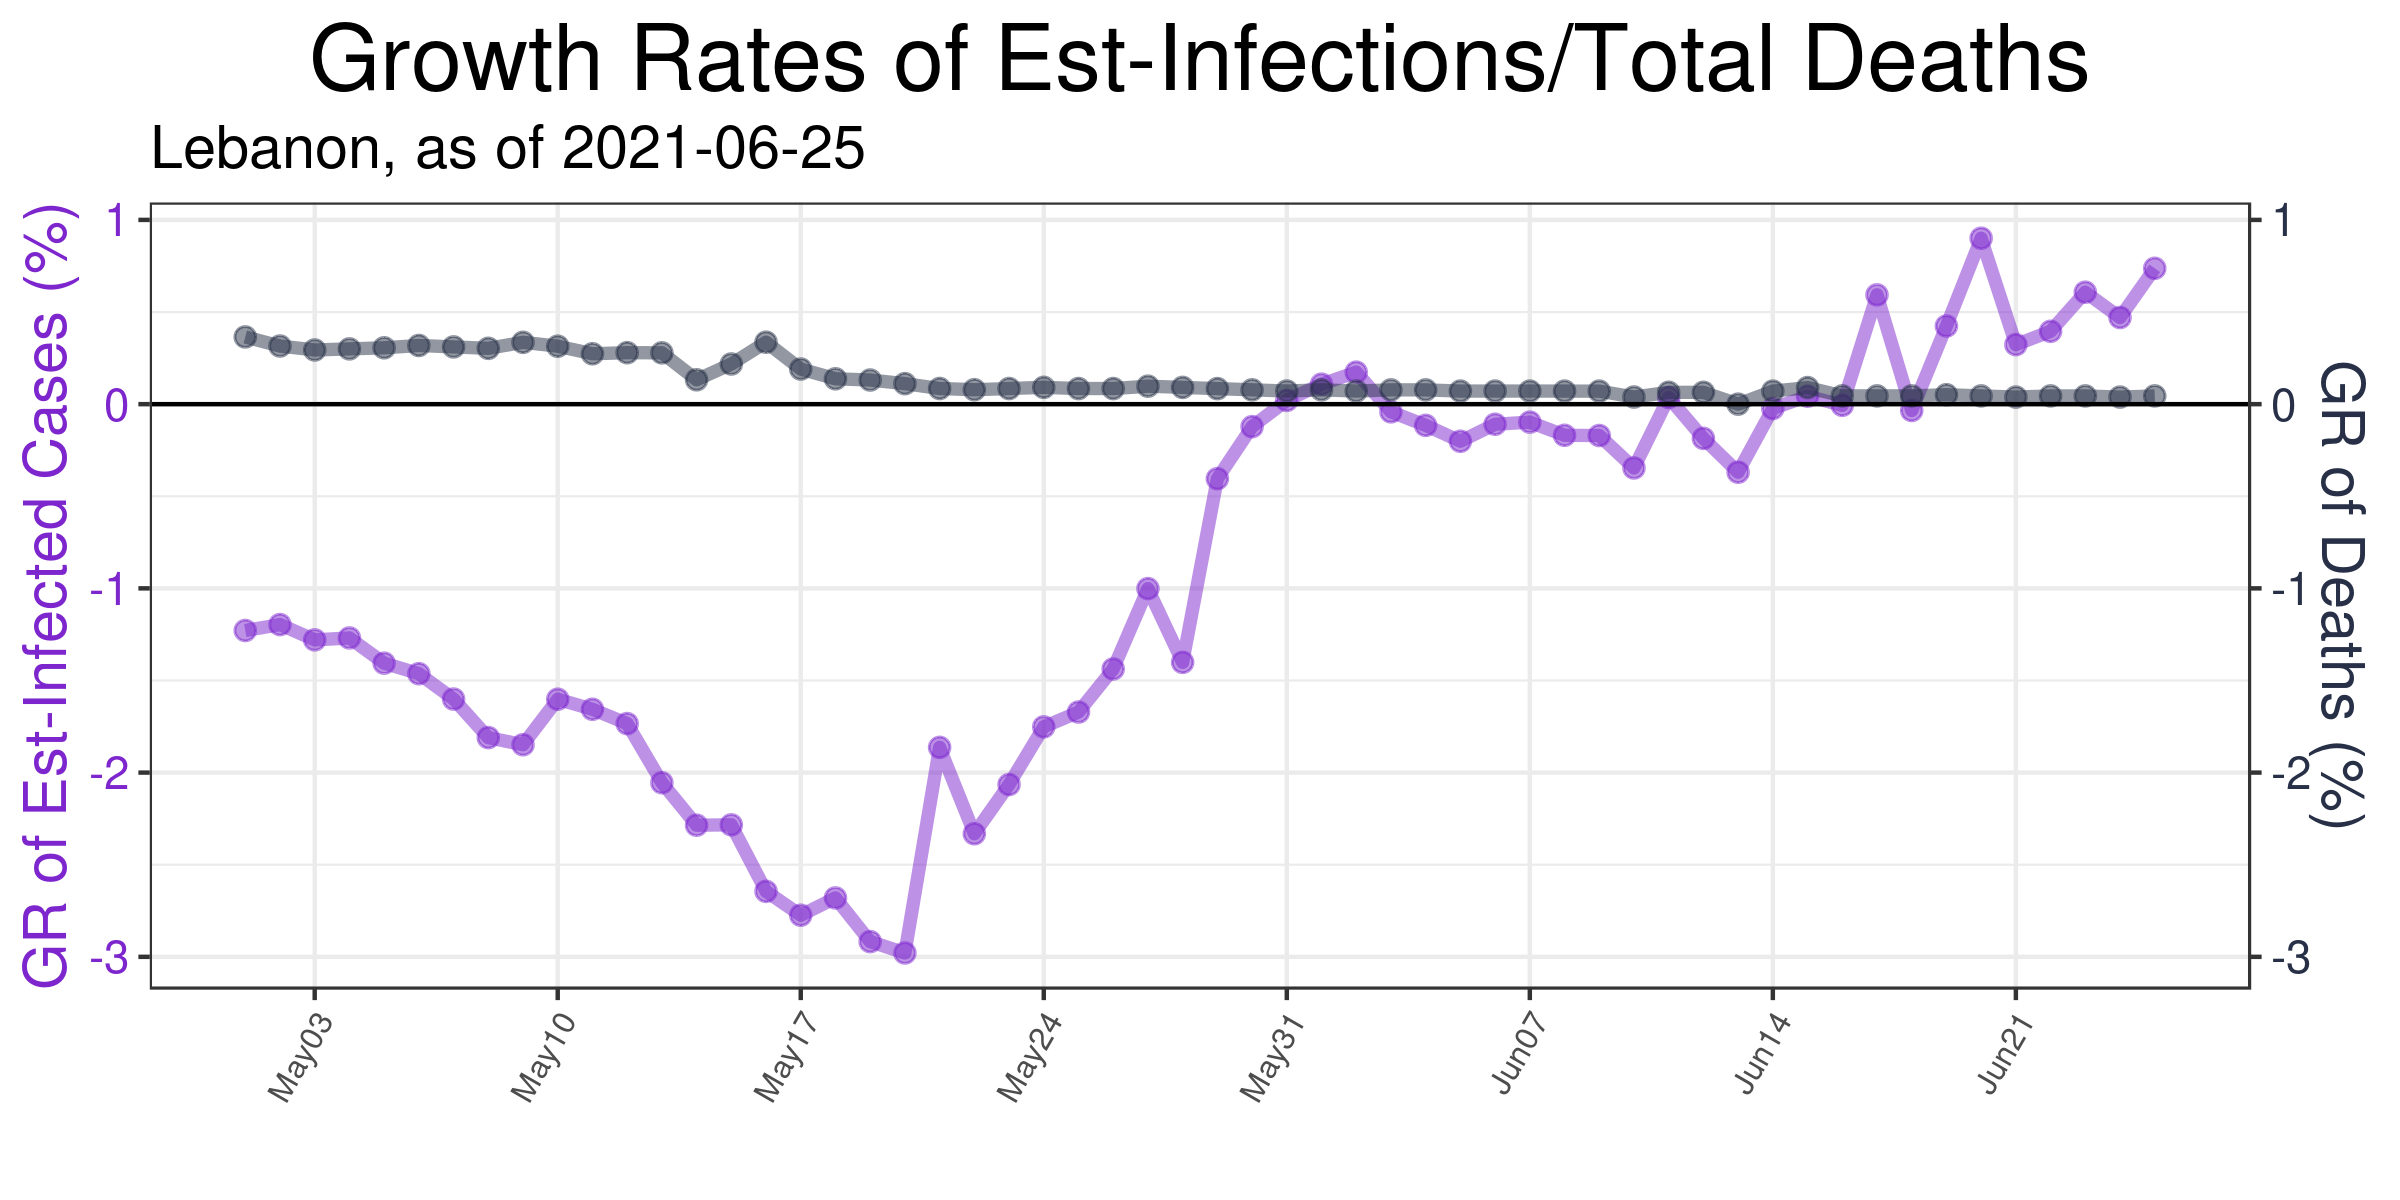 Growth Rates of Est-Infections/Total Deaths
Lebanon, as of 2021-06-25
GR of Est-Infected Cases (%)
1
0
-1
-2
-3
1
0
-1
-2
-3
GR of Deaths (%)
May03
May10
May17
May24
May31
Jun07
Jun14
Jun21